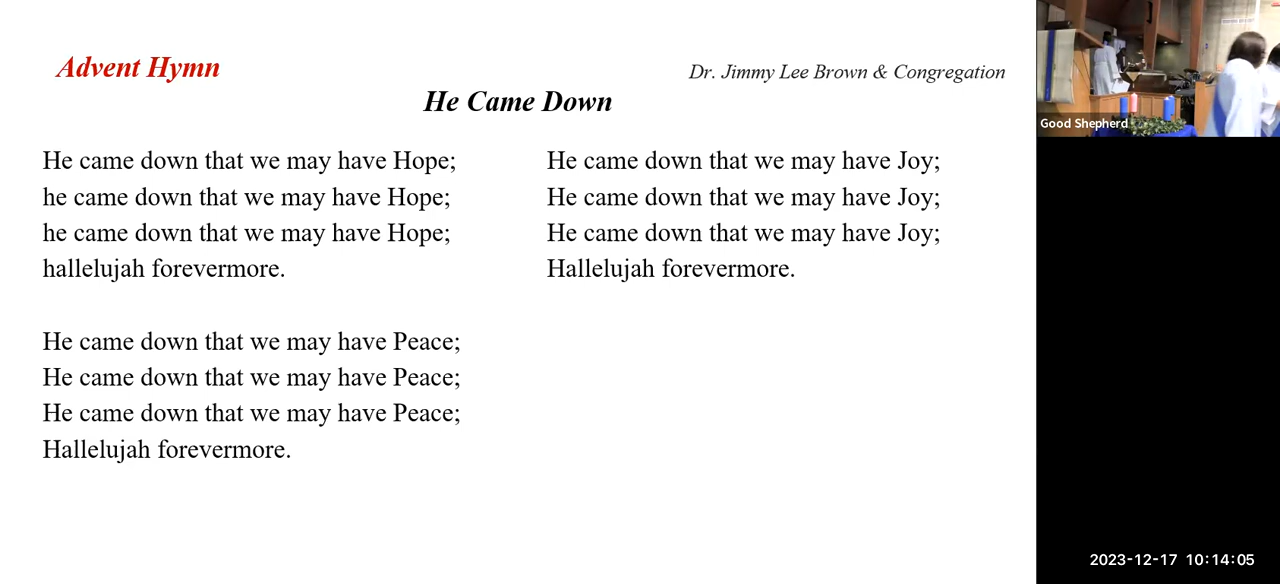 Advent Hymn
Dr. Jimmy Lee Brown & Congregation
He Came Down
He came down that we may have Hope;
he came down that we may have Hope;
he came down that we may have Hope;
hallelujah forevermore.
He came down that we may have Peace;
He came down that we may have Peace;
He came down that we may have Peace;
Hallelujah forevermore.
He came down that we may have Joy;
He came down that we may have Joy;
He came down that we may have Joy;
Hallelujah forevermore.
Good Shepherd
2023-12-17 10:14:05